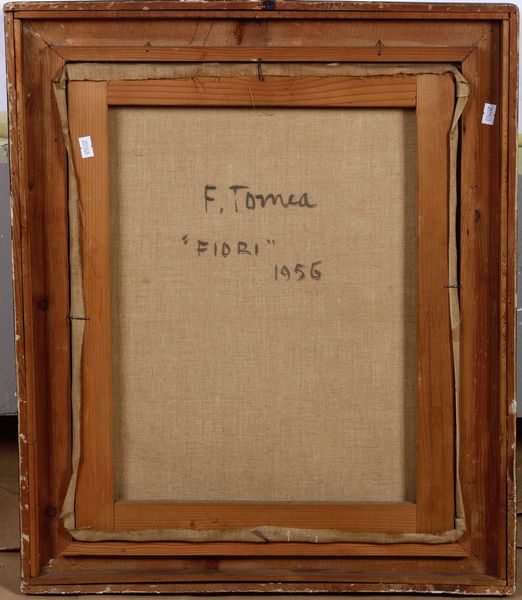 F. Tomea
"FIORI"
1956